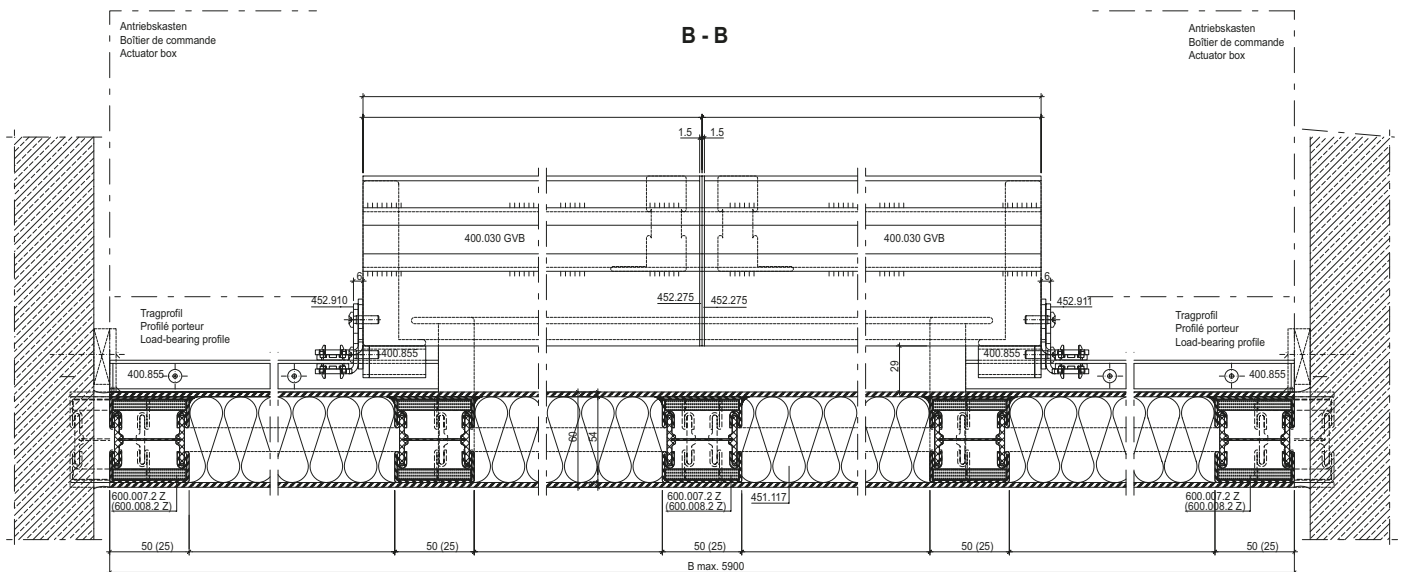 Antriebskasten
Boîtier de commande
Actuator box
B - B
Antriebskasten
Boîtier de commande
Actuator box
1.5 1.5
400.030 GVB
400.030 GVB
6
6
452.910
452.275
452.275
452.911
Tragprofil
Profilé porteur
Load-bearing profile
Tragprofil
Profilé porteur
Load-bearing profile
400.855
400.855
400.855
400.855
29
60
54
600.007.2 Z
(600.008.2 Z)
600.007.2 Z
(600.008.2 Z)
451.117
600.007.2 Z
(600.008.2 Z)
50 (25)
50 (25)
50 (25)
50 (25)
50 (25)
B max. 5900